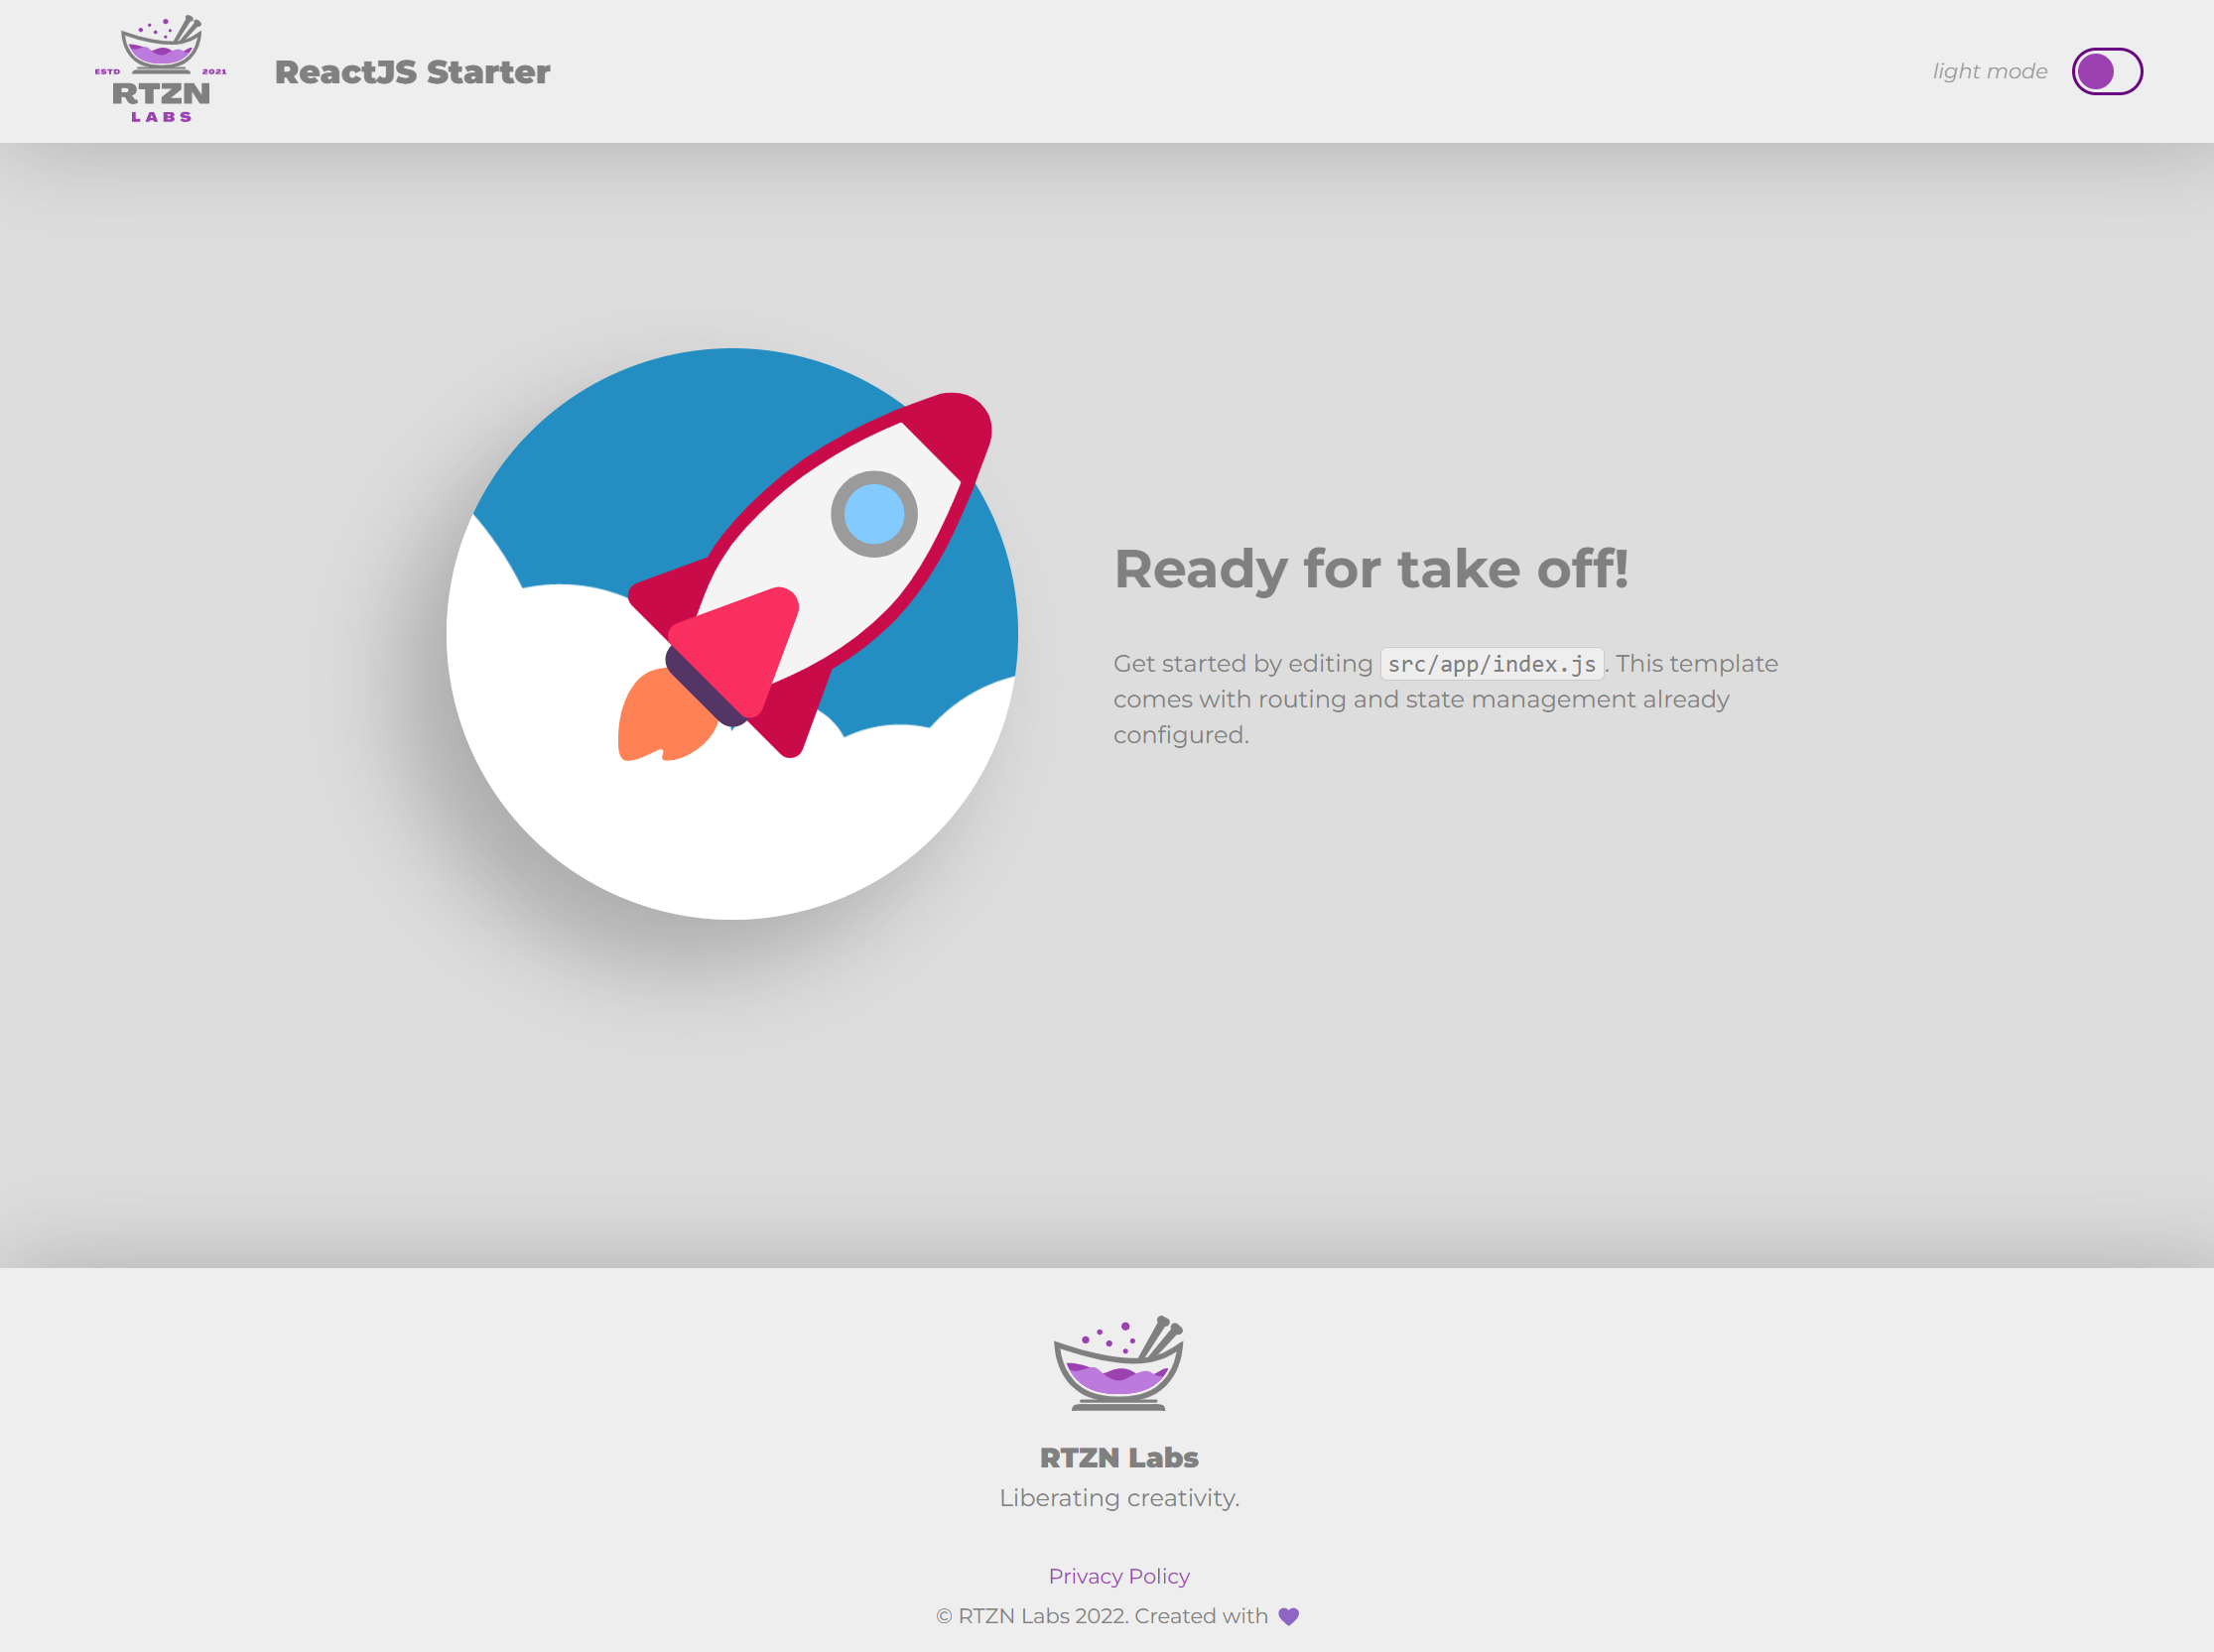 ESTD 2021
RTZN
LABS
ReactJS Starter
light mode
Ready for take off!
Get started by editing src/app/index.js. This template
comes with routing and state management already
configured.
RTZN Labs
Liberating creativity.
Privacy Policy
© RTZN Labs 2022. Created with 💜